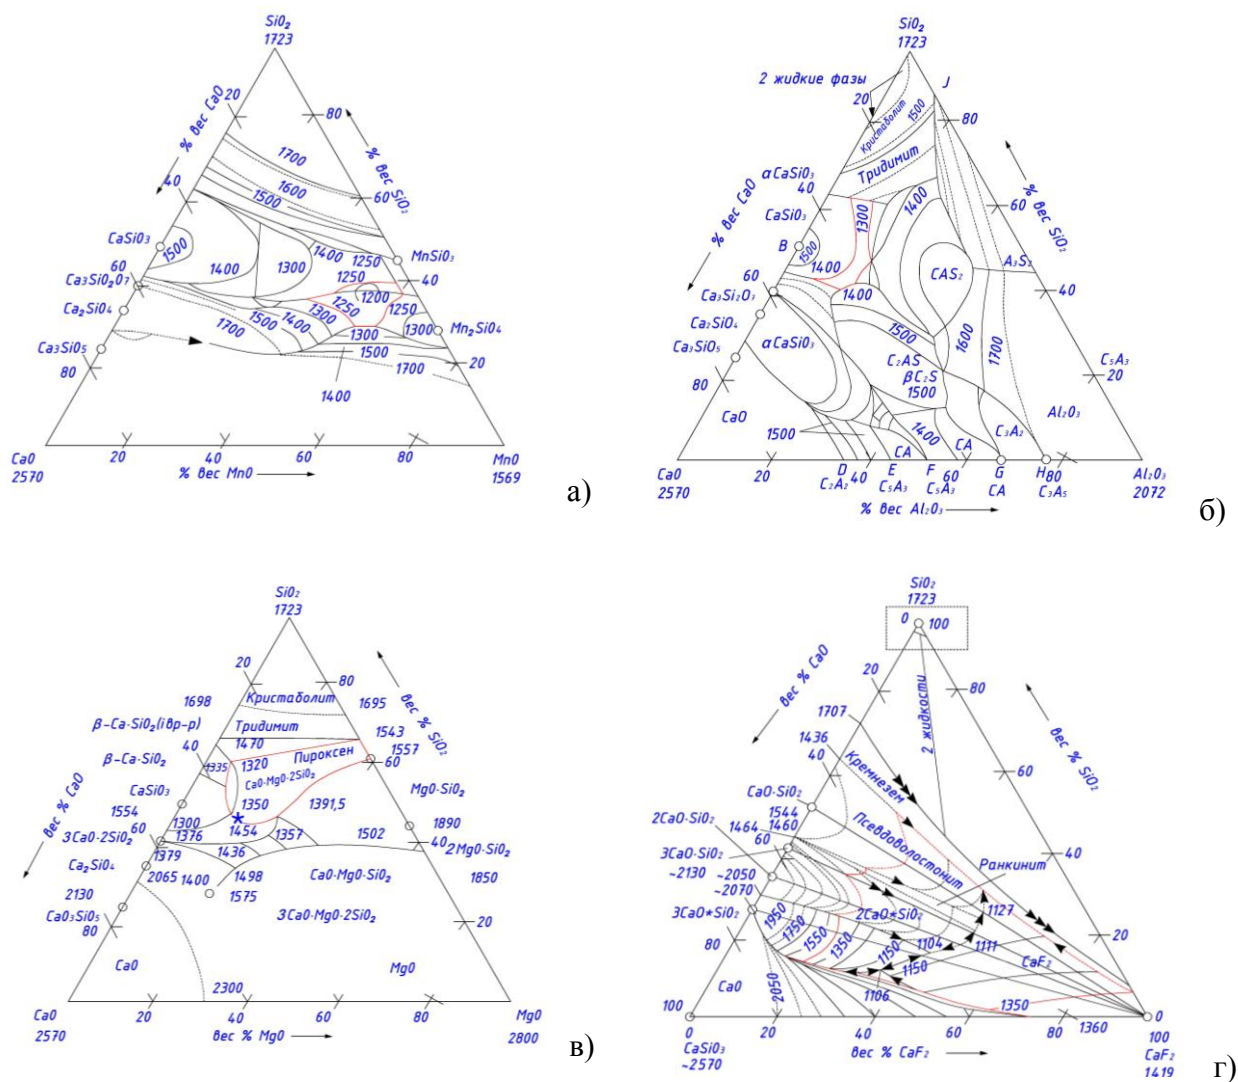 SiO₂
1723
% вес CaO
20
80
% вес SiO₂
1700
1600
1500
40
60
CaSiO₃
1500
1400
1300
1400
1250
MnSiO₃
60
Ca₃SiO₂O₇
1250
40
1200
1250
1250
Ca₂SiO₄
1300
1300
Mn₂SiO₄
1500
1400
1300
1700
Ca₃SiO₅
1500
20
80
1700
1400
CaO
2570
20
40
60
80
% вес MnO
MnO
1569
а)
SiO₂
1723
2 жидкие фазы
J
20
80
Кристаболит
1500
% вес CaO
Тридимит
% вес SiO₂
αCaSiO₃
40
1300
1400
60
CaSiO₃
B
1500
1400
CAS₂
A₃S₂
60
1400
40
Ca₃Si₂O₃
Ca₂SiO₄
1500
1600
1700
Ca₃SiO₅
αCaSiO₃
C₂AS
βC₂S
1500
C₅A₃
20
80
CaO
Al₂O₃
1500
1400
CA
CA
C₃A₂
CaO
2570
20
D
C₂A₂
40
E
C₅A₃
F
C₅A₃
60
G
CA
H
C₃A₅
80
Al₂O₃
2072
% вес Al₂O₃
б)
SiO₂
1723
20
80
% вес CaO
вес % SiO₂
1698
Кристаболит
1695
β-Ca·SiO₂(iвр-р)
Тридимит
1543
1557
40
1470
Пироксен
60
β-Ca·SiO₂
1335
1320
CaO·MgO·2SiO₂
MgO·SiO₂
CaSiO₃
1350
1391,5
1554
60
1300
*
1890
3CaO·2SiO₂
1376
1454
1357
1502
40
2MgO·SiO₂
1379
1436
Ca₂SiO₄
2065
1400
1498
CaO·MgO·SiO₂
1850
2130
1575
CaO₃SiO₅
3CaO·MgO·2SiO₂
20
80
CaO
MgO
2300
CaO
2570
20
40
60
80
вес % MgO
MgO
2800
в)
SiO₂
1723
0
100
вес % CaO
20
80
2 жидкости
вес % SiO₂
1707
1436
40
Кремнезем
60
CaO·SiO₂
1544
Псевдоволостонит
2CaO·SiO₂
1464
1460
60
40
3CaO·SiO₂
Ранкинит
~2130
~2050
~2070
3CaO*SiO₂
1950
1750
1550
1350
2CaO*SiO₂
1127
20
80
1150
1104
1111
CaO
2050
1150
CaF₂
1106
1350
100
0
CaSiO₃
~2570
20
40
60
80
1360
вес % CaF₂
0
100
CaF₂
1419
г)